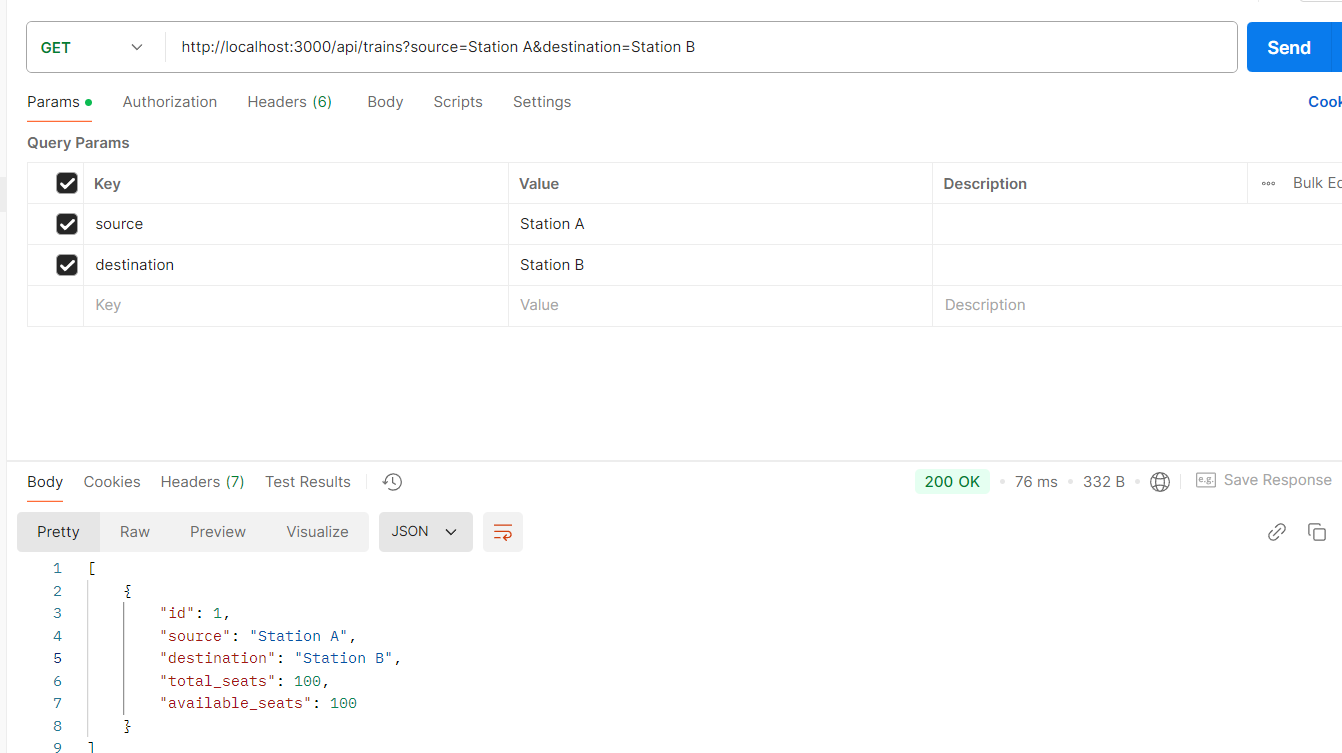 GET http://localhost:3000/api/trains?source=Station A&destination=Station B Send
Params Authorization Headers (6) Body Scripts Settings
Query Params
Key Value Description Bulk
source Station A
destination Station B
Key Value Description
Body Cookies Headers (7) Test Results 200 OK 76 ms 332 B e.g. Save Response
Pretty Raw Preview Visualize JSON
1 [
2 {
3 "id": 1,
4 "source": "Station A",
5 "destination": "Station B",
6 "total_seats": 100,
7 "available_seats": 100
8 }
9 ]